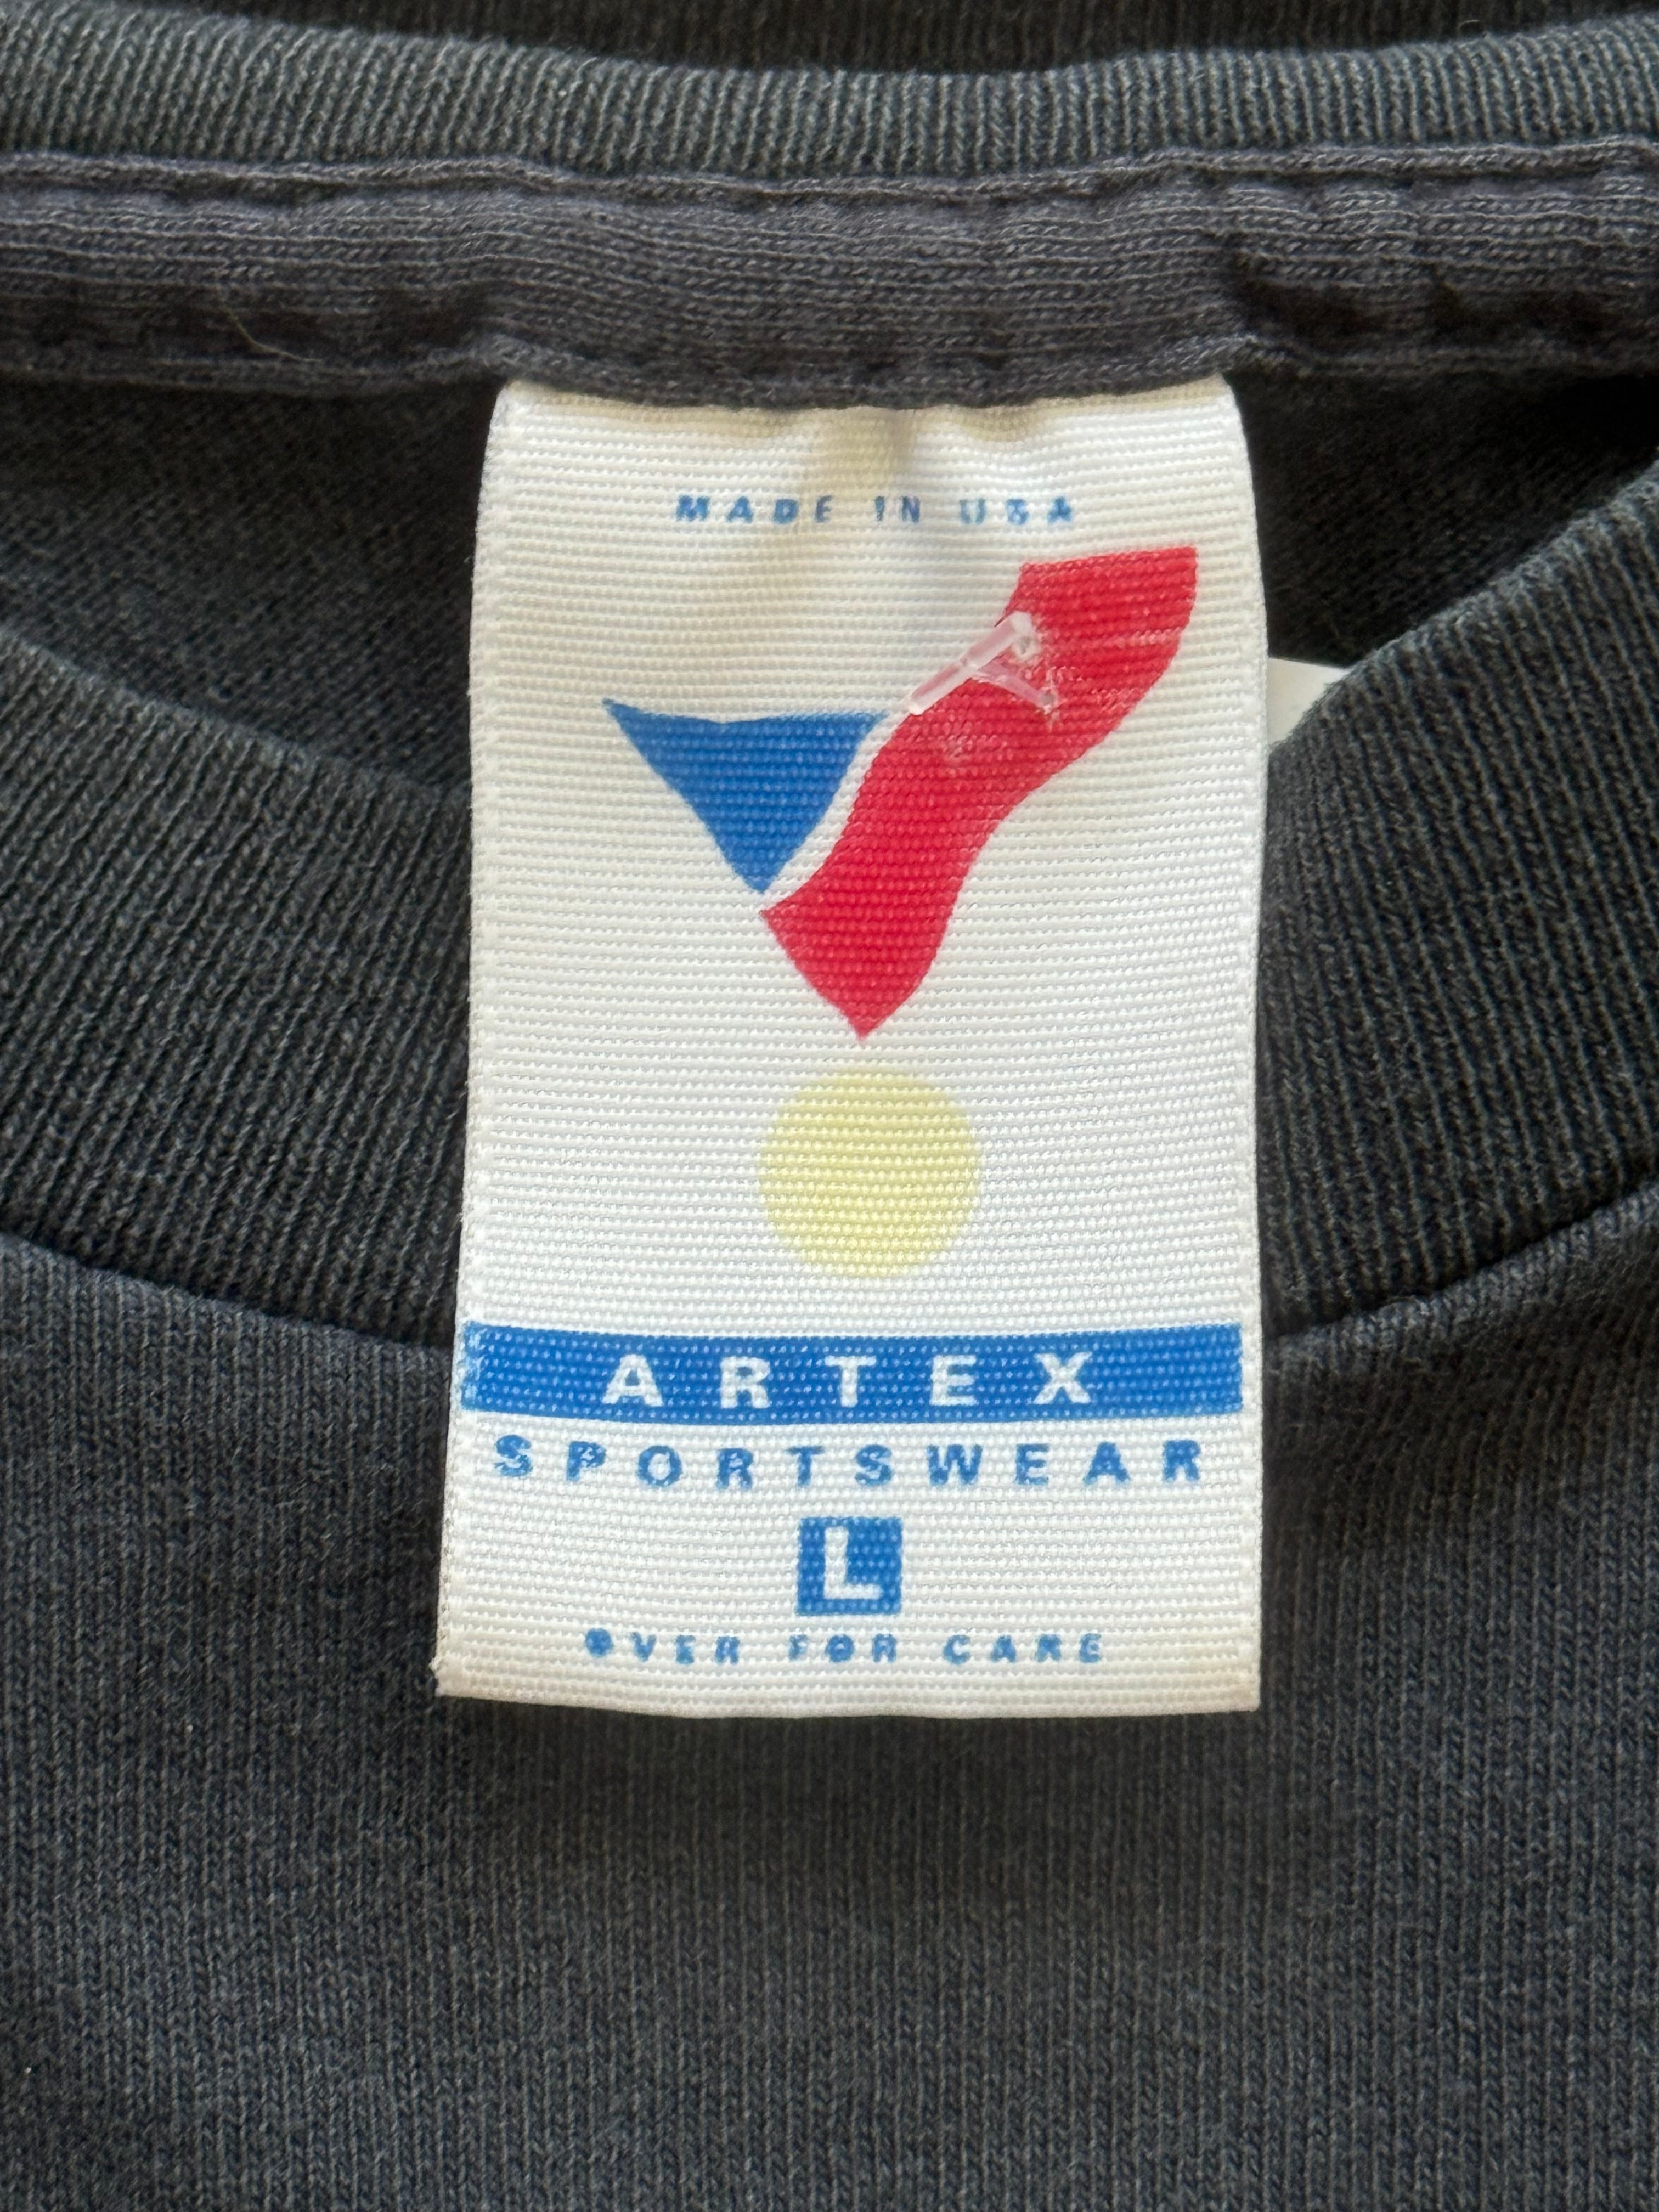 MADE IN USA
ARTEX
SPORTSWEAR
L
OVER FOR CARE